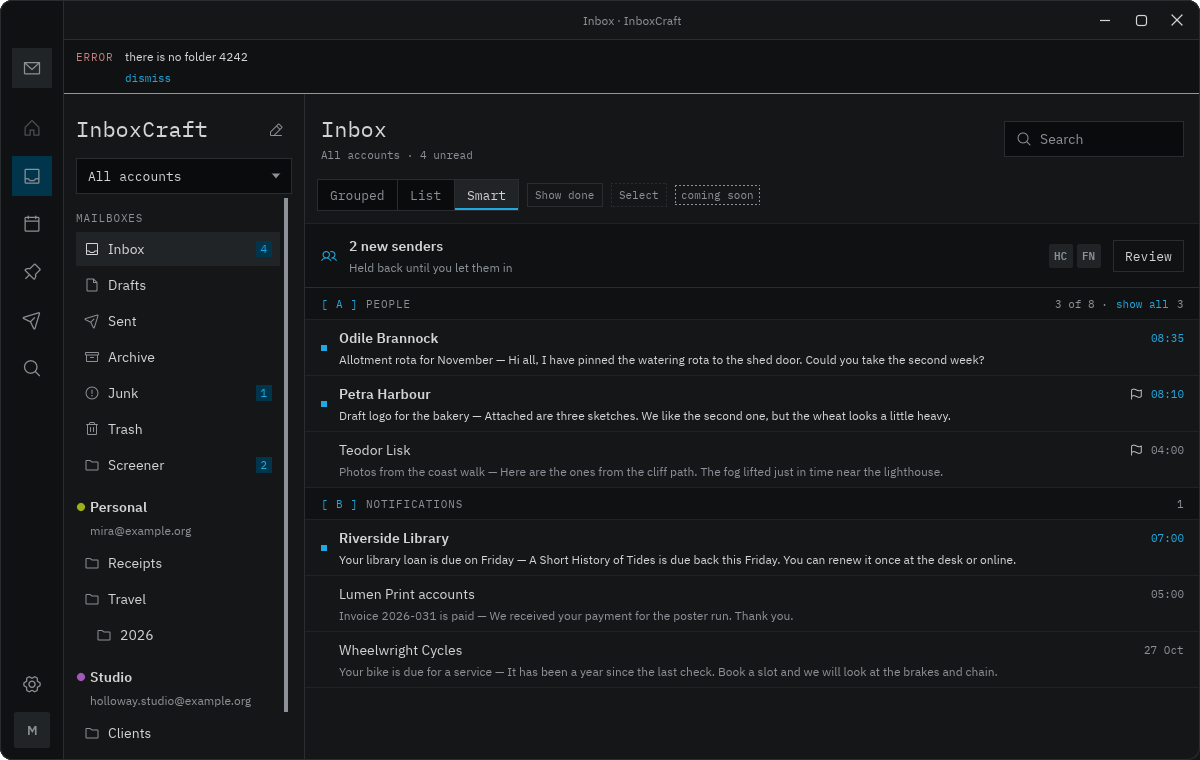 Inbox · InboxCraft
ERROR there is no folder 4242
dismiss
InboxCraft
All accounts
MAILBOXES
Inbox 4
Drafts
Sent
Archive
Junk 1
Trash
Screener 2
Personal
mira@example.org
Receipts
Travel
2026
Studio
holloway.studio@example.org
Clients
M
Inbox
All accounts · 4 unread
Search
Grouped List Smart Show done Select coming soon
2 new senders
Held back until you let them in
HC FN Review
[ A ] PEOPLE 3 of 8 · show all 3
Odile Brannock 08:35
Allotment rota for November — Hi all, I have pinned the watering rota to the shed door. Could you take the second week?
Petra Harbour 08:10
Draft logo for the bakery — Attached are three sketches. We like the second one, but the wheat looks a little heavy.
Teodor Lisk 04:00
Photos from the coast walk — Here are the ones from the cliff path. The fog lifted just in time near the lighthouse.
[ B ] NOTIFICATIONS 1
Riverside Library 07:00
Your library loan is due on Friday — A Short History of Tides is due back this Friday. You can renew it once at the desk or online.
Lumen Print accounts 05:00
Invoice 2026-031 is paid — We received your payment for the poster run. Thank you.
Wheelwright Cycles 27 Oct
Your bike is due for a service — It has been a year since the last check. Book a slot and we will look at the brakes and chain.